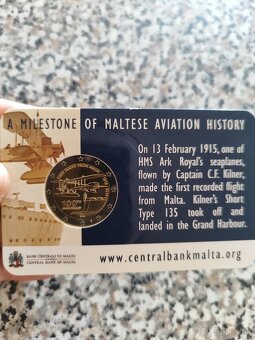 A MILESTONE OF MALTESE AVIATION HISTORY
On 13 February 1915, one of
HMS Ark Royal's seaplanes,
flown by Captain C.F. Kilner,
made the first recorded flight
from Malta. Kilner's Short
Type 135 took off and
landed in the Grand Harbour.
100
BANK ĊENTRALI TA' MALTA
CENTRAL BANK OF MALTA
www.centralbankmalta.org